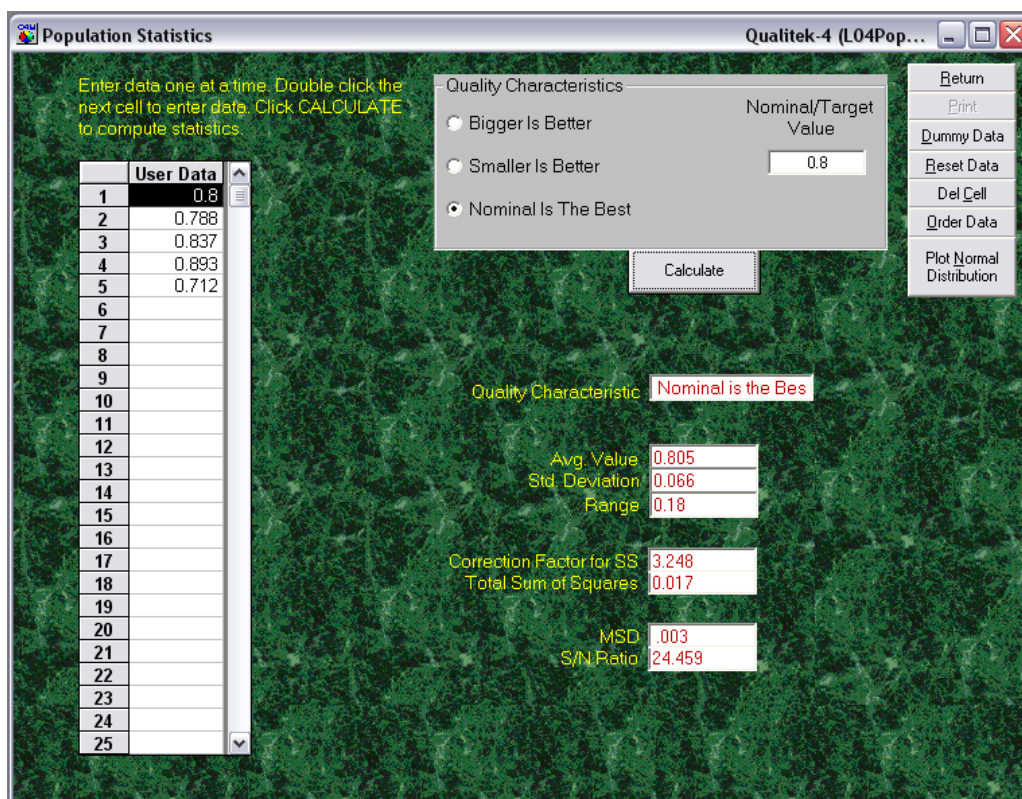 Population Statistics
Qualitek-4 (L04Pop...
Enter data one at a time. Double click the
next cell to enter data. Click CALCULATE
to compute statistics.
User Data
1 0.8
2 0.788
3 0.837
4 0.893
5 0.712
6
7
8
9
10
11
12
13
14
15
16
17
18
19
20
21
22
23
24
25
Quality Characteristics
Bigger Is Better
Smaller Is Better
Nominal Is The Best
Nominal/Target
Value
0.8
Calculate
Return
Print
Dummy Data
Reset Data
Del Cell
Order Data
Plot Normal
Distribution
Quality Characteristic Nominal is the Bes
Avg. Value 0.805
Std. Deviation 0.066
Range 0.18
Correction Factor for SS 3.248
Total Sum of Squares 0.017
MSD .003
S/N Ratio 24.459